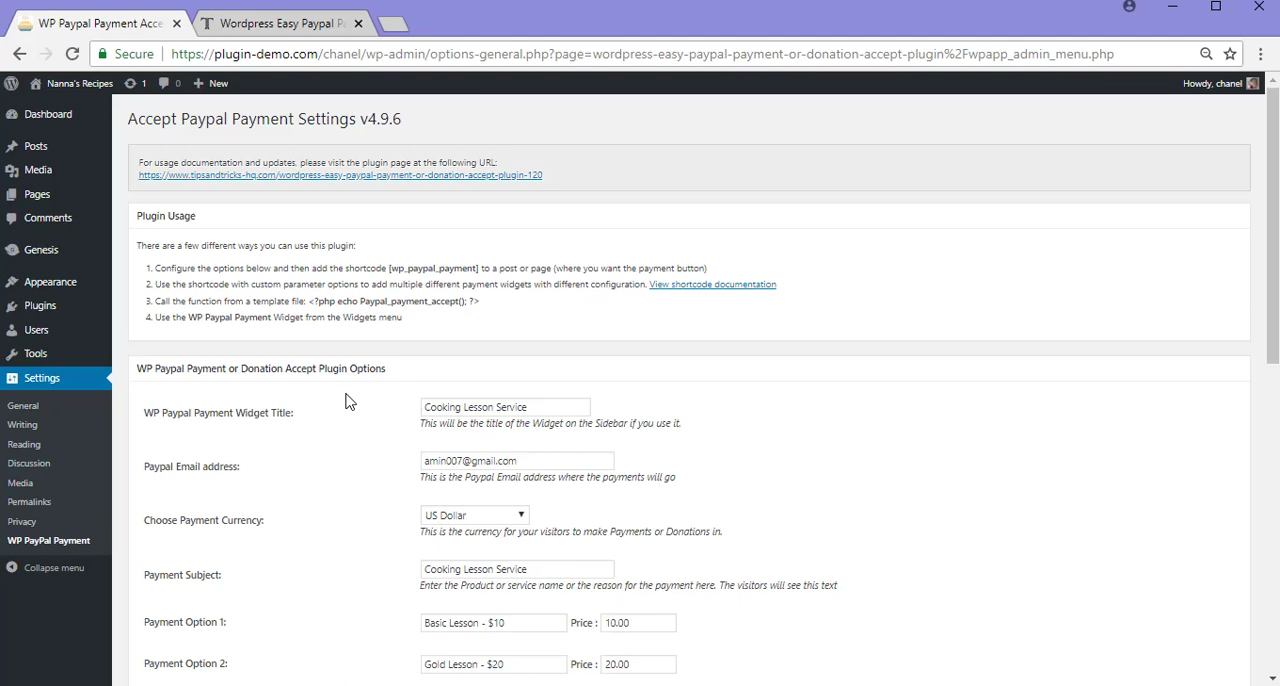 WP Paypal Payment Acce
Wordpress Easy Paypal P
Secure https://plugin-demo.com/chanel/wp-admin/options-general.php?page=wordpress-easy-paypal-payment-or-donation-accept-plugin%2Fwpapp_admin_menu.php
Nanna's Recipes 1 0 New Howdy, chanel
Dashboard
Posts
Media
Pages
Comments
Genesis
Appearance
Plugins
Users
Tools
Settings
General
Writing
Reading
Discussion
Media
Permalinks
Privacy
WP PayPal Payment
Collapse menu
Accept Paypal Payment Settings v4.9.6
For usage documentation and updates, please visit the plugin page at the following URL:
https://www.tipsandtricks-hq.com/wordpress-easy-paypal-payment-or-donation-accept-plugin-120
Plugin Usage
There are a few different ways you can use this plugin:
1. Configure the options below and then add the shortcode [wp_paypal_payment] to a post or page (where you want the payment button)
2. Use the shortcode with custom parameter options to add multiple different payment widgets with different configuration. View shortcode documentation
3. Call the function from a template file: <?php echo Paypal_payment_accept(); ?>
4. Use the WP Paypal Payment Widget from the Widgets menu
WP Paypal Payment or Donation Accept Plugin Options
WP Paypal Payment Widget Title: Cooking Lesson Service
This will be the title of the Widget on the Sidebar if you use it.
Paypal Email address: amin007@gmail.com
This is the Paypal Email address where the payments will go
Choose Payment Currency: US Dollar
This is the currency for your visitors to make Payments or Donations in.
Payment Subject: Cooking Lesson Service
Enter the Product or service name or the reason for the payment here. The visitors will see this text
Payment Option 1: Basic Lesson - $10 Price : 10.00
Payment Option 2: Gold Lesson - $20 Price : 20.00